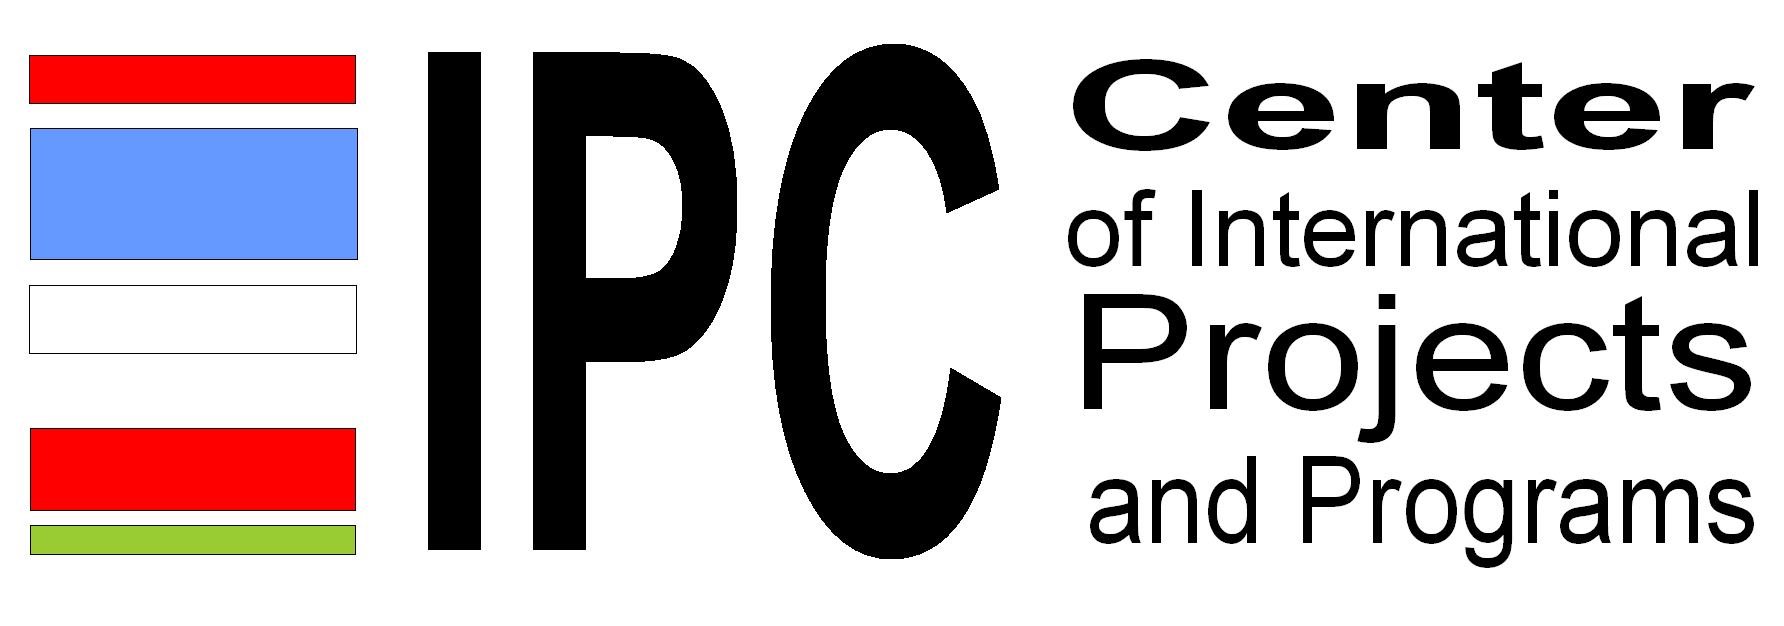 IPC
Center
of International
Projects
and Programs